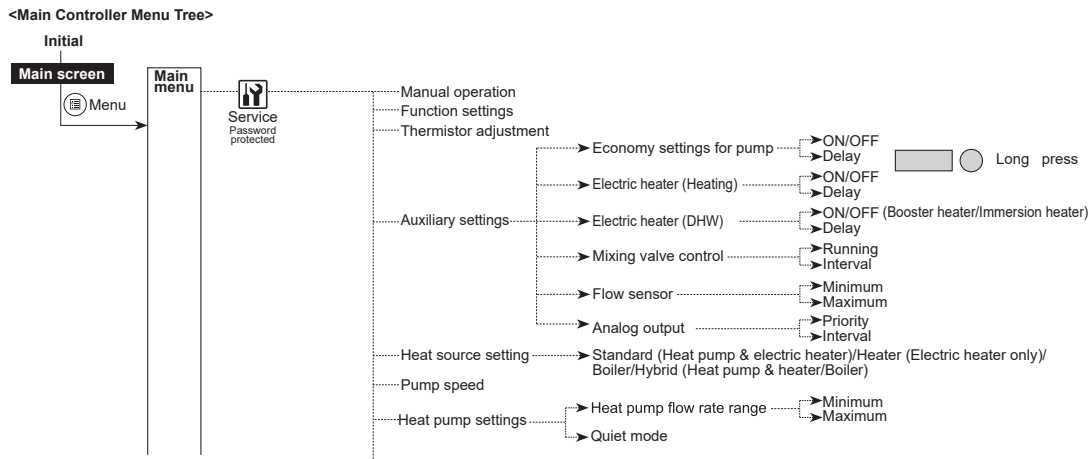 <Main Controller Menu Tree>
Initial
Main screen
Menu
Main
menu
Service
Password
protected
Manual operation
Function settings
Thermistor adjustment
Auxiliary settings
Economy settings for pump
ON/OFF
Delay
Long press
Electric heater (Heating)
ON/OFF
Delay
Electric heater (DHW)
ON/OFF (Booster heater/Immersion heater)
Delay
Mixing valve control
Running
Interval
Flow sensor
Minimum
Maximum
Analog output
Priority
Interval
Heat source setting
Standard (Heat pump & electric heater)/Heater (Electric heater only)/
Boiler/Hybrid (Heat pump & heater/Boiler)
Pump speed
Heat pump settings
Heat pump flow rate range
Minimum
Maximum
Quiet mode